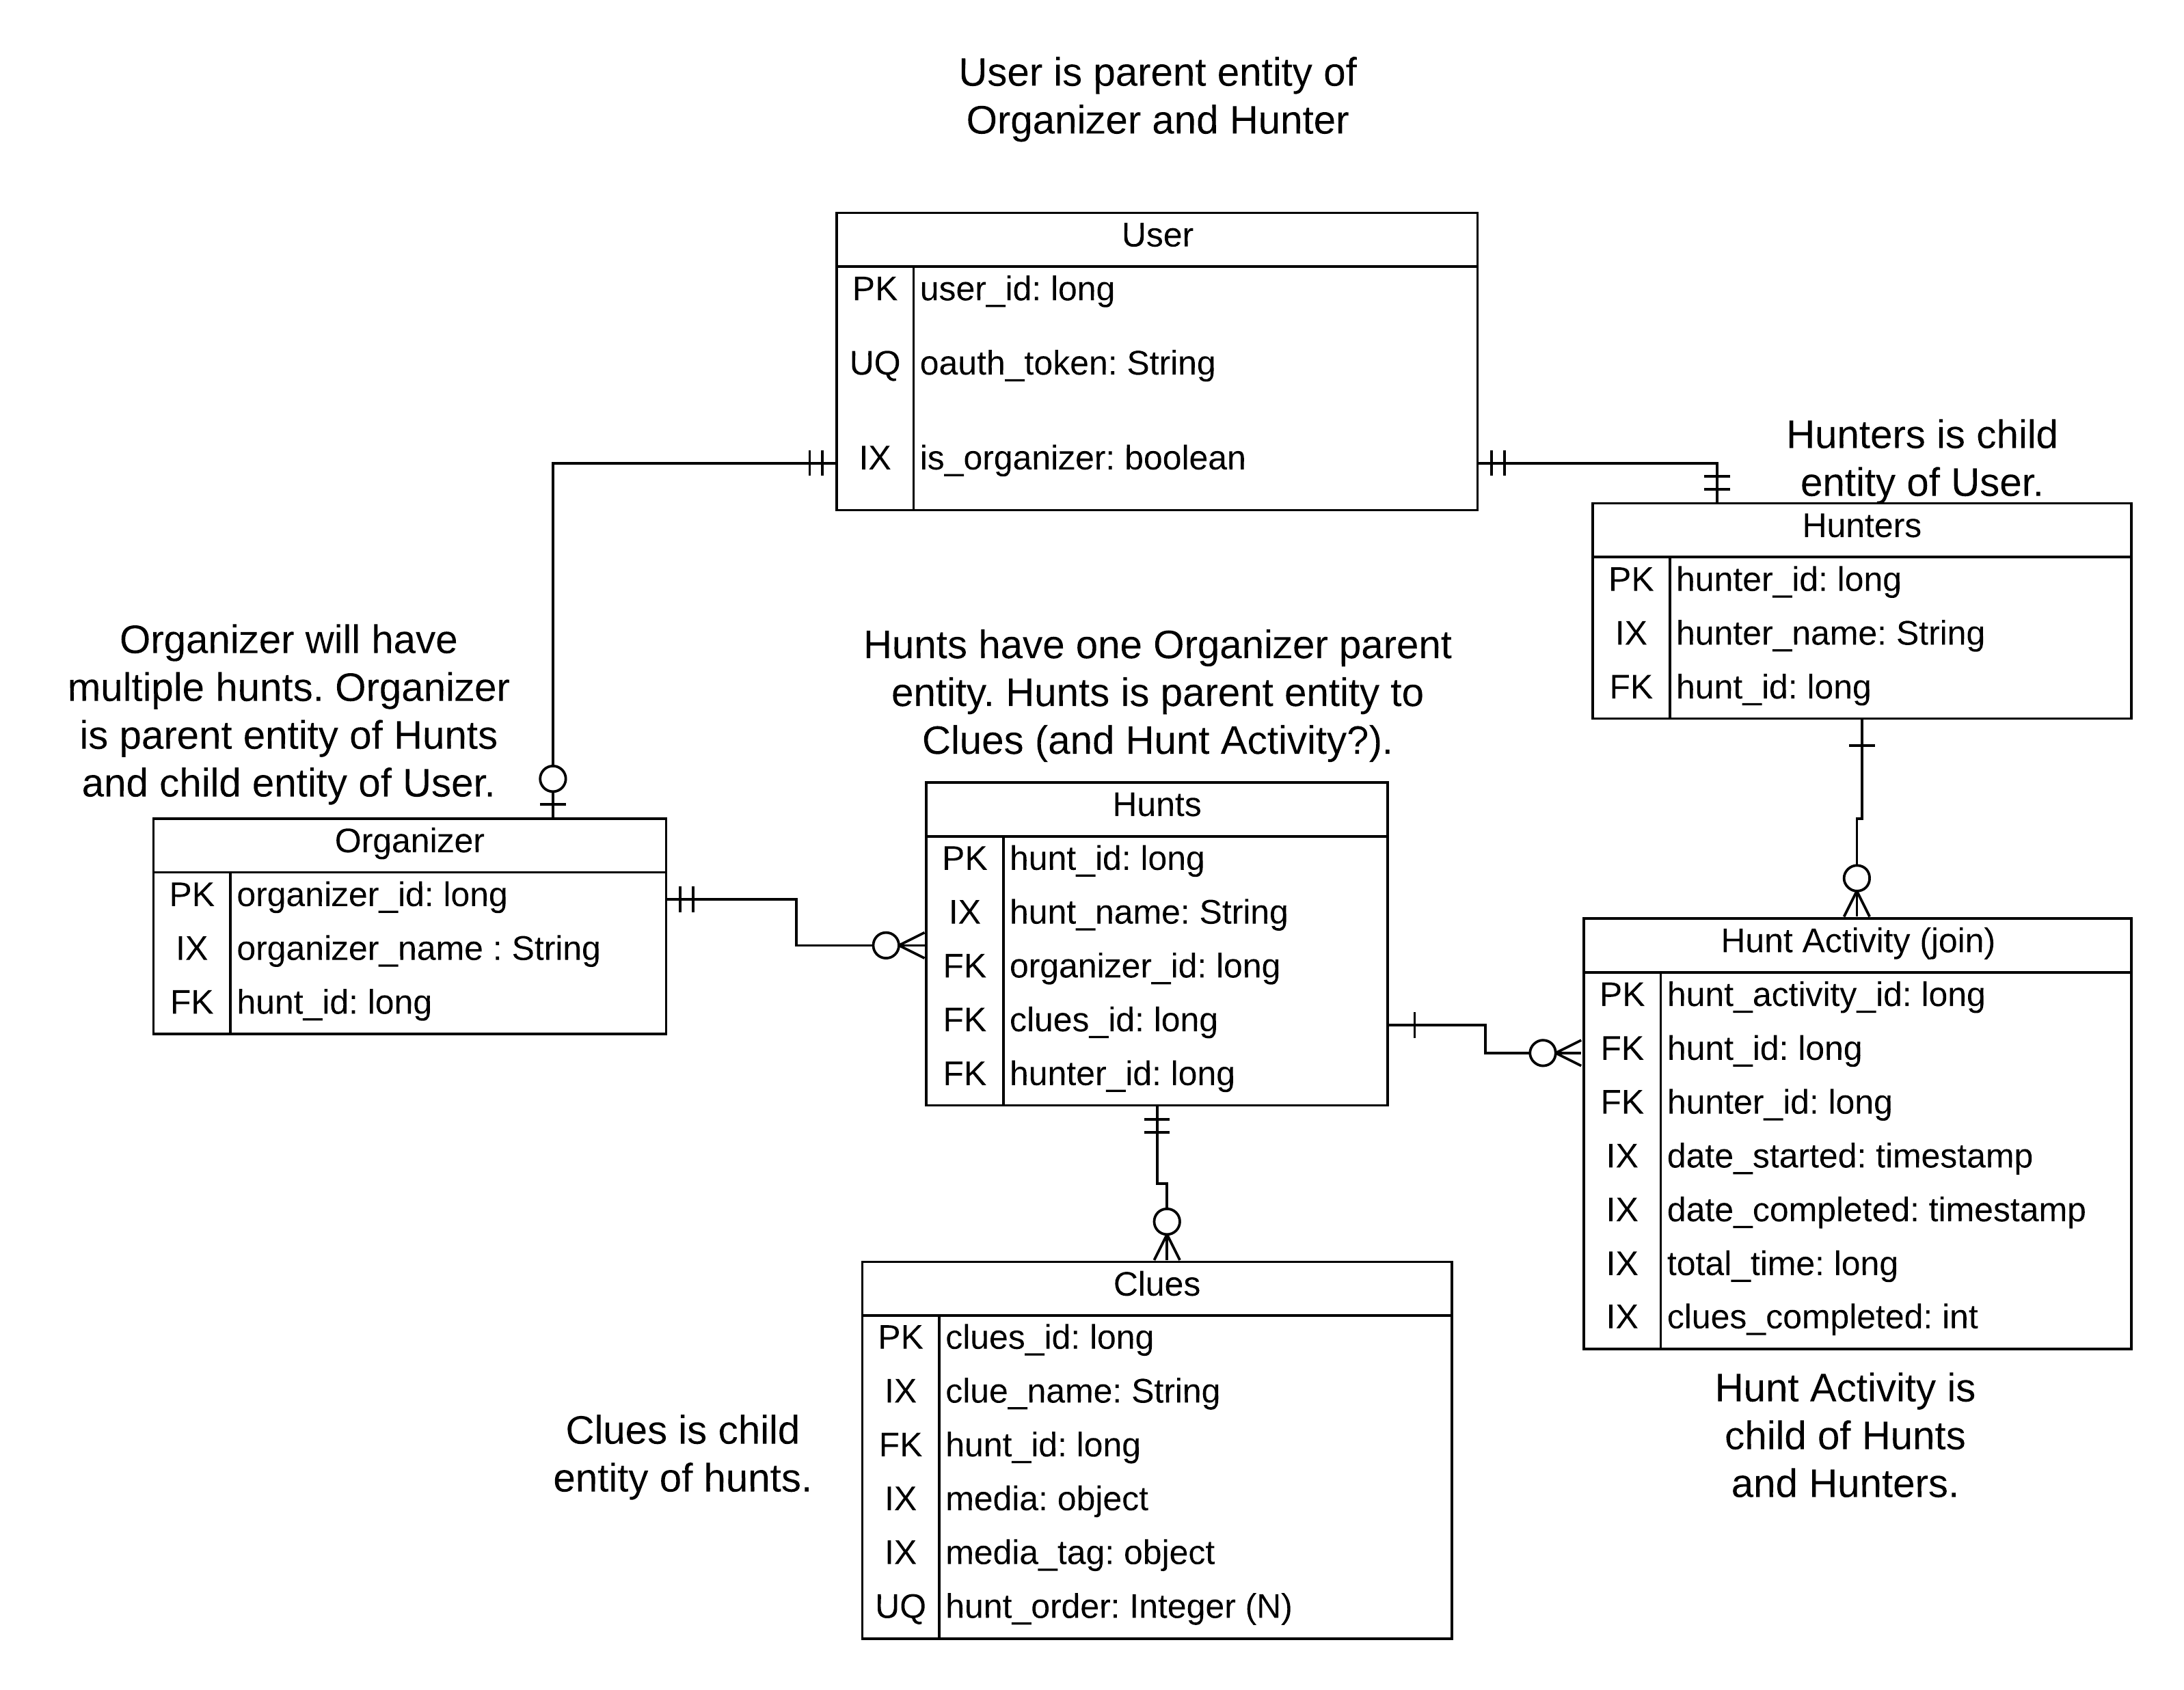 User is parent entity of
Organizer and Hunter
User
PK user_id: long
UQ oauth_token: String
IX is_organizer: boolean
Hunters is child
entity of User.
Hunters
PK hunter_id: long
IX hunter_name: String
FK hunt_id: long
Organizer will have
multiple hunts. Organizer
is parent entity of Hunts
and child entity of User.
Organizer
PK organizer_id: long
IX organizer_name : String
FK hunt_id: long
Hunts have one Organizer parent
entity. Hunts is parent entity to
Clues (and Hunt Activity?).
Hunts
PK hunt_id: long
IX hunt_name: String
FK organizer_id: long
FK clues_id: long
FK hunter_id: long
Hunt Activity (join)
PK hunt_activity_id: long
FK hunt_id: long
FK hunter_id: long
IX date_started: timestamp
IX date_completed: timestamp
IX total_time: long
IX clues_completed: int
Hunt Activity is
child of Hunts
and Hunters.
Clues is child
entity of hunts.
Clues
PK clues_id: long
IX clue_name: String
FK hunt_id: long
IX media: object
IX media_tag: object
UQ hunt_order: Integer (N)